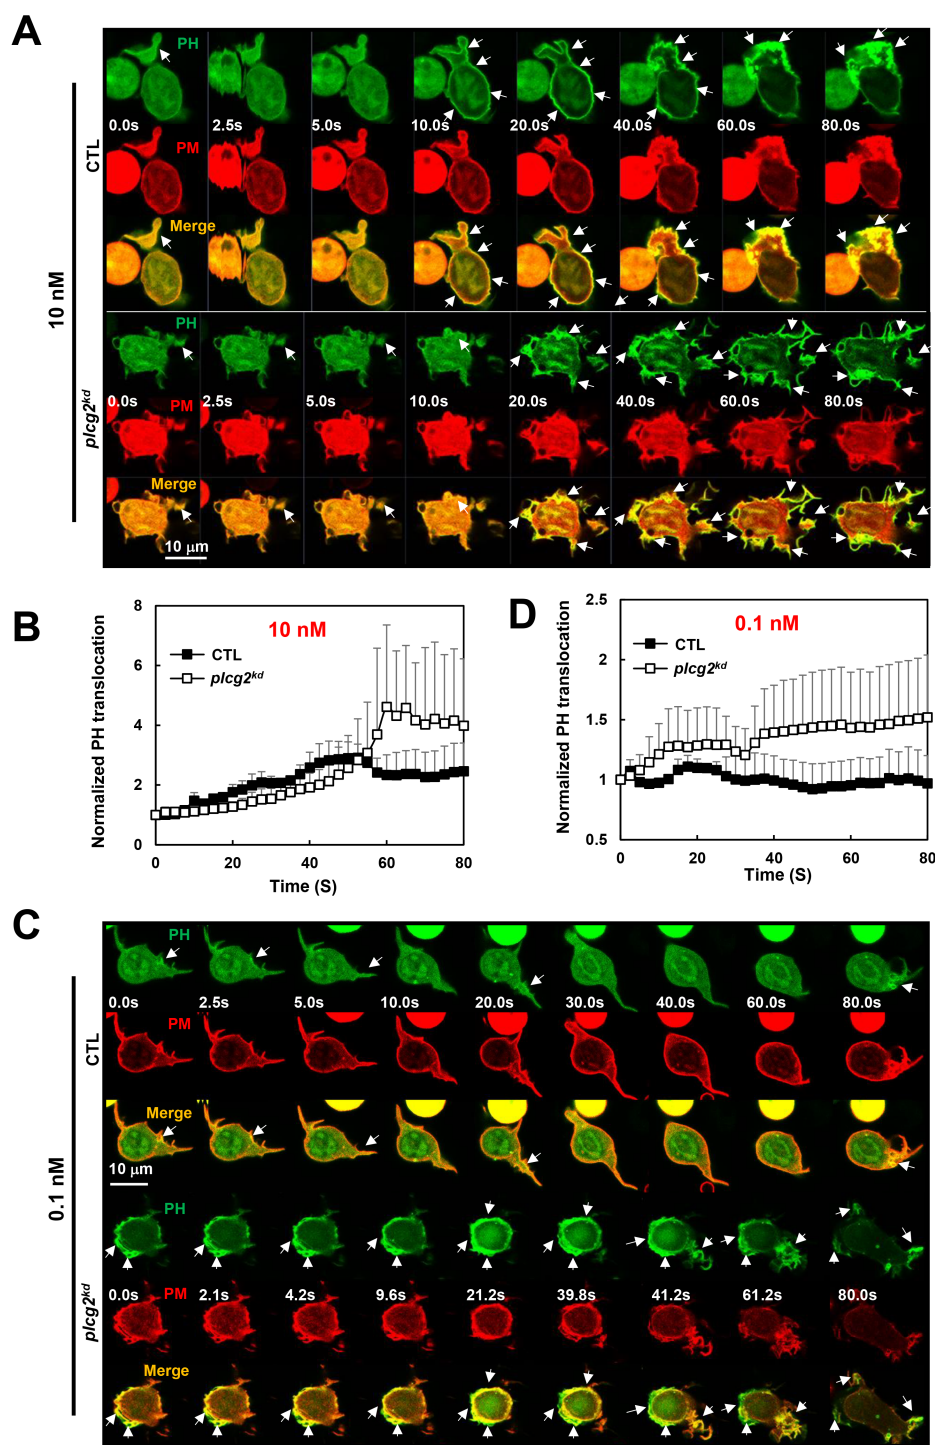 A
10 nM
CTL
PH
0.0s 2.5s 5.0s 10.0s 20.0s 40.0s 60.0s 80.0s
PM
Merge
plcg2kd
PH
0.0s 2.5s 5.0s 10.0s 20.0s 40.0s 60.0s 80.0s
PM
Merge
10 μm
B
Normalized PH translocation
8
6
4
2
0
10 nM
CTL
plcg2kd
0 20 40 60 80
Time (S)
D
Normalized PH translocation
2.5
2
1.5
1
0.5
0.1 nM
CTL
plcg2kd
0 20 40 60 80
Time (S)
C
0.1 nM
CTL
PH
0.0s 2.5s 5.0s 10.0s 20.0s 30.0s 40.0s 60.0s 80.0s
PM
Merge
10 μm
plcg2kd
PH
0.0s PM 2.1s 4.2s 9.6s 21.2s 39.8s 41.2s 61.2s 80.0s
Merge